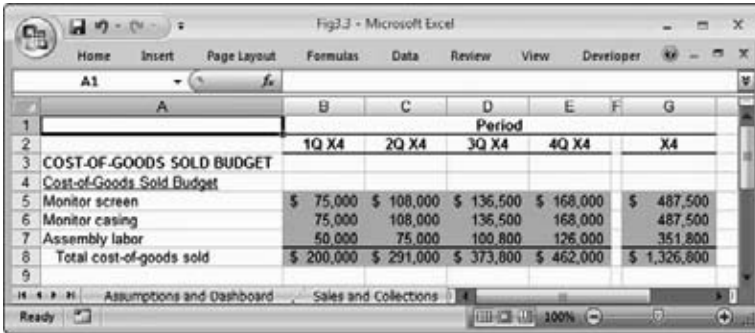 Fig3.3 - Microsoft Excel
Home Insert Page Layout Formulas Data Review View Developer
A1 fx
A B C D E F G
1 Period
2 1Q X4 2Q X4 3Q X4 4Q X4 X4
3 COST-OF-GOODS SOLD BUDGET
4 Cost-of-Goods Sold Budget
5 Monitor screen $ 75,000 $ 108,000 $ 136,500 $ 168,000 $ 487,500
6 Monitor casing 75,000 108,000 136,500 168,000 487,500
7 Assembly labor 50,000 75,000 100,800 126,000 351,800
8 Total cost-of-goods sold $ 200,000 $ 291,000 $ 373,800 $ 462,000 $ 1,326,800
9
Assumptions and Dashboard Sales and Collections
Ready 100%